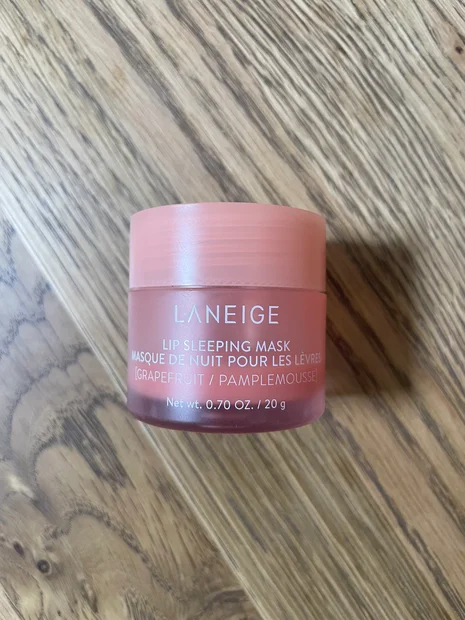 LANEIGE
LIP SLEEPING MASK
MASQUE DE NUIT POUR LES LÈVRES
[GRAPEFRUIT / PAMPLEMOUSSE]
Net wt. 0.70 OZ. / 20 g